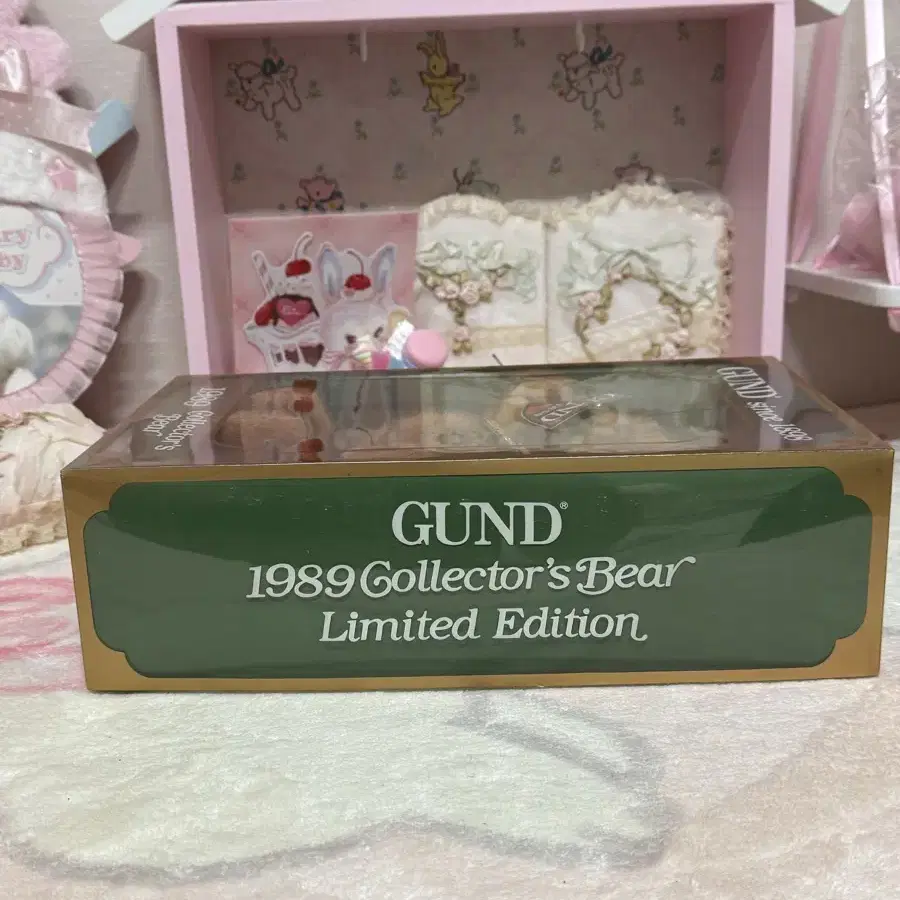 1989 Collector's
Bear
GUND since 1898
GUND®
1989 Collector's Bear
Limited Edition